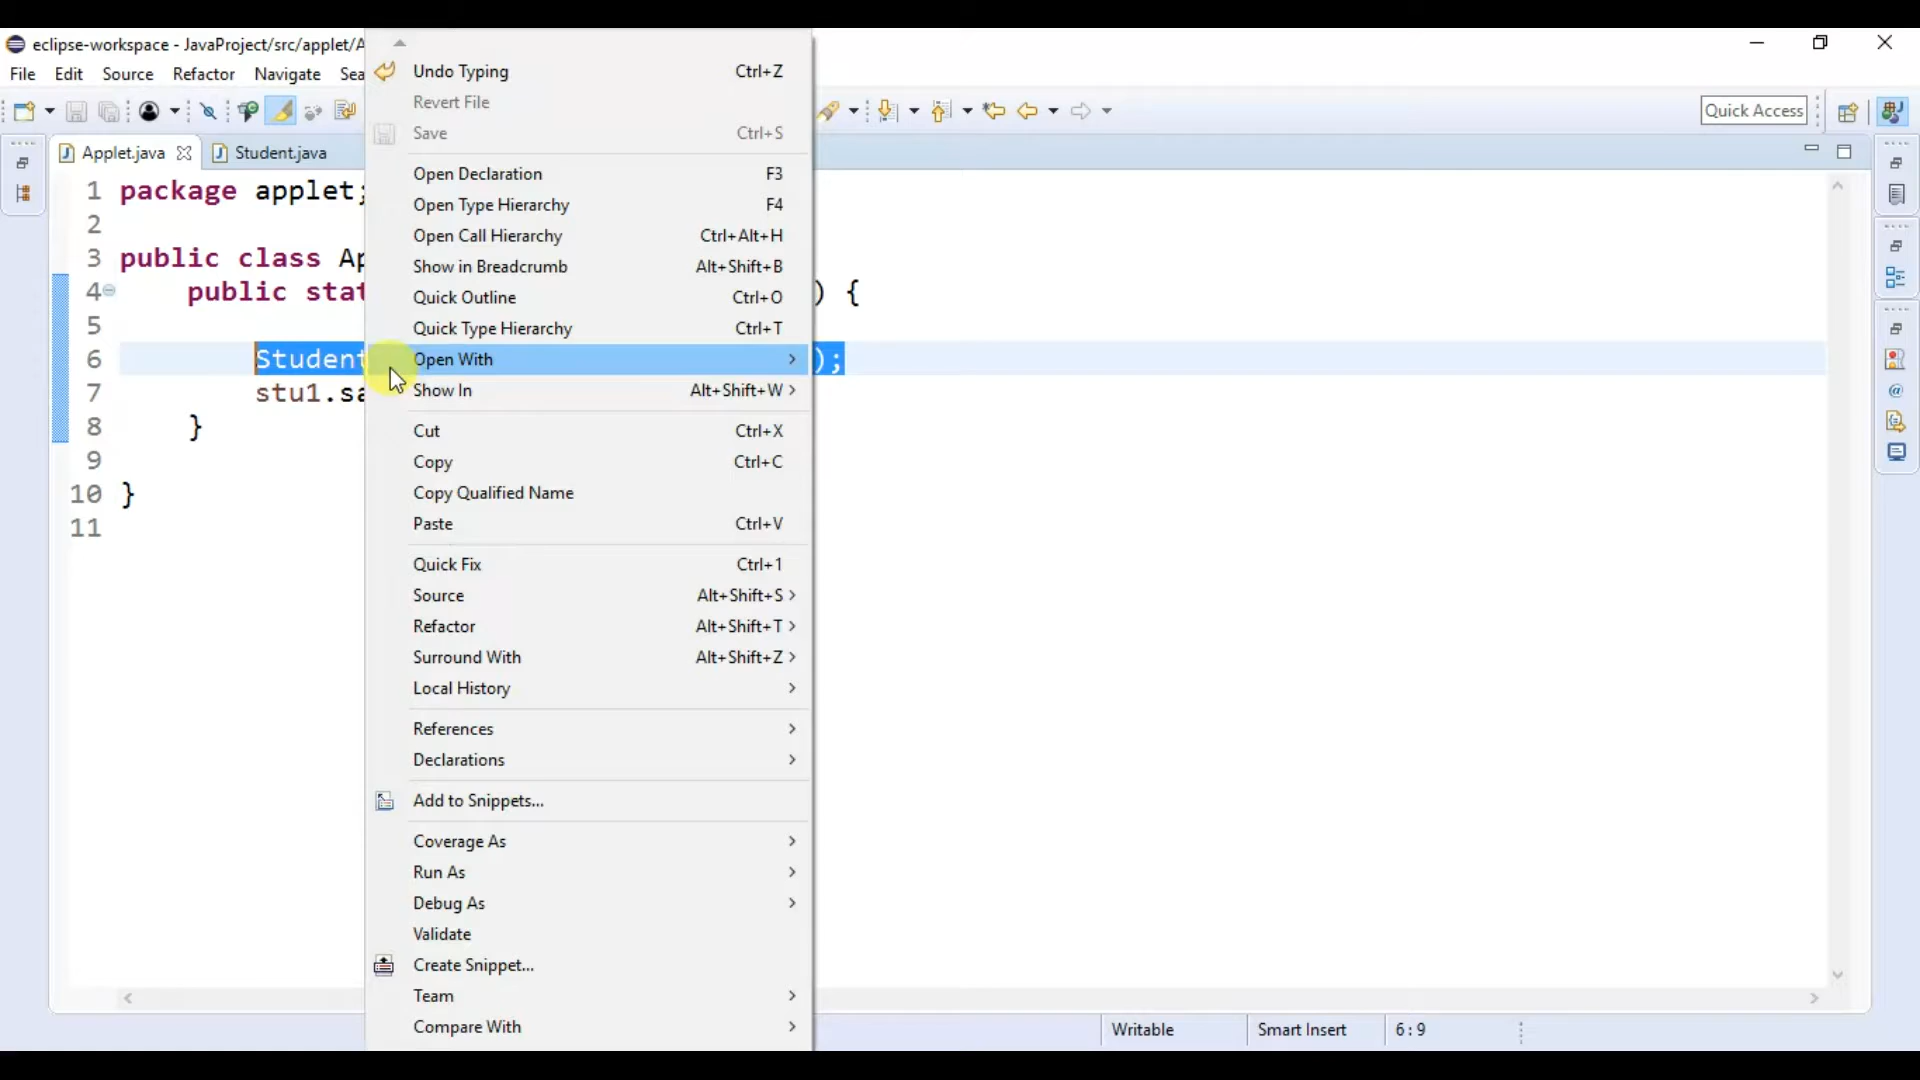 eclipse-workspace - JavaProject/src/applet/A
File Edit Source Refactor Navigate Sea
Quick Access
Applet.java Student.java
1 package applet;
2
3 public class Ap
4 public stat ) {
5
6 Student );
7 stu1.sa
8 }
9
10 }
11
Undo Typing Ctrl+Z
Revert File
Save Ctrl+S
Open Declaration F3
Open Type Hierarchy F4
Open Call Hierarchy Ctrl+Alt+H
Show in Breadcrumb Alt+Shift+B
Quick Outline Ctrl+O
Quick Type Hierarchy Ctrl+T
Open With >
Show In Alt+Shift+W >
Cut Ctrl+X
Copy Ctrl+C
Copy Qualified Name
Paste Ctrl+V
Quick Fix Ctrl+1
Source Alt+Shift+S >
Refactor Alt+Shift+T >
Surround With Alt+Shift+Z >
Local History >
References >
Declarations >
Add to Snippets...
Coverage As >
Run As >
Debug As >
Validate
Create Snippet...
Team >
Compare With >
Writable Smart Insert 6 : 9